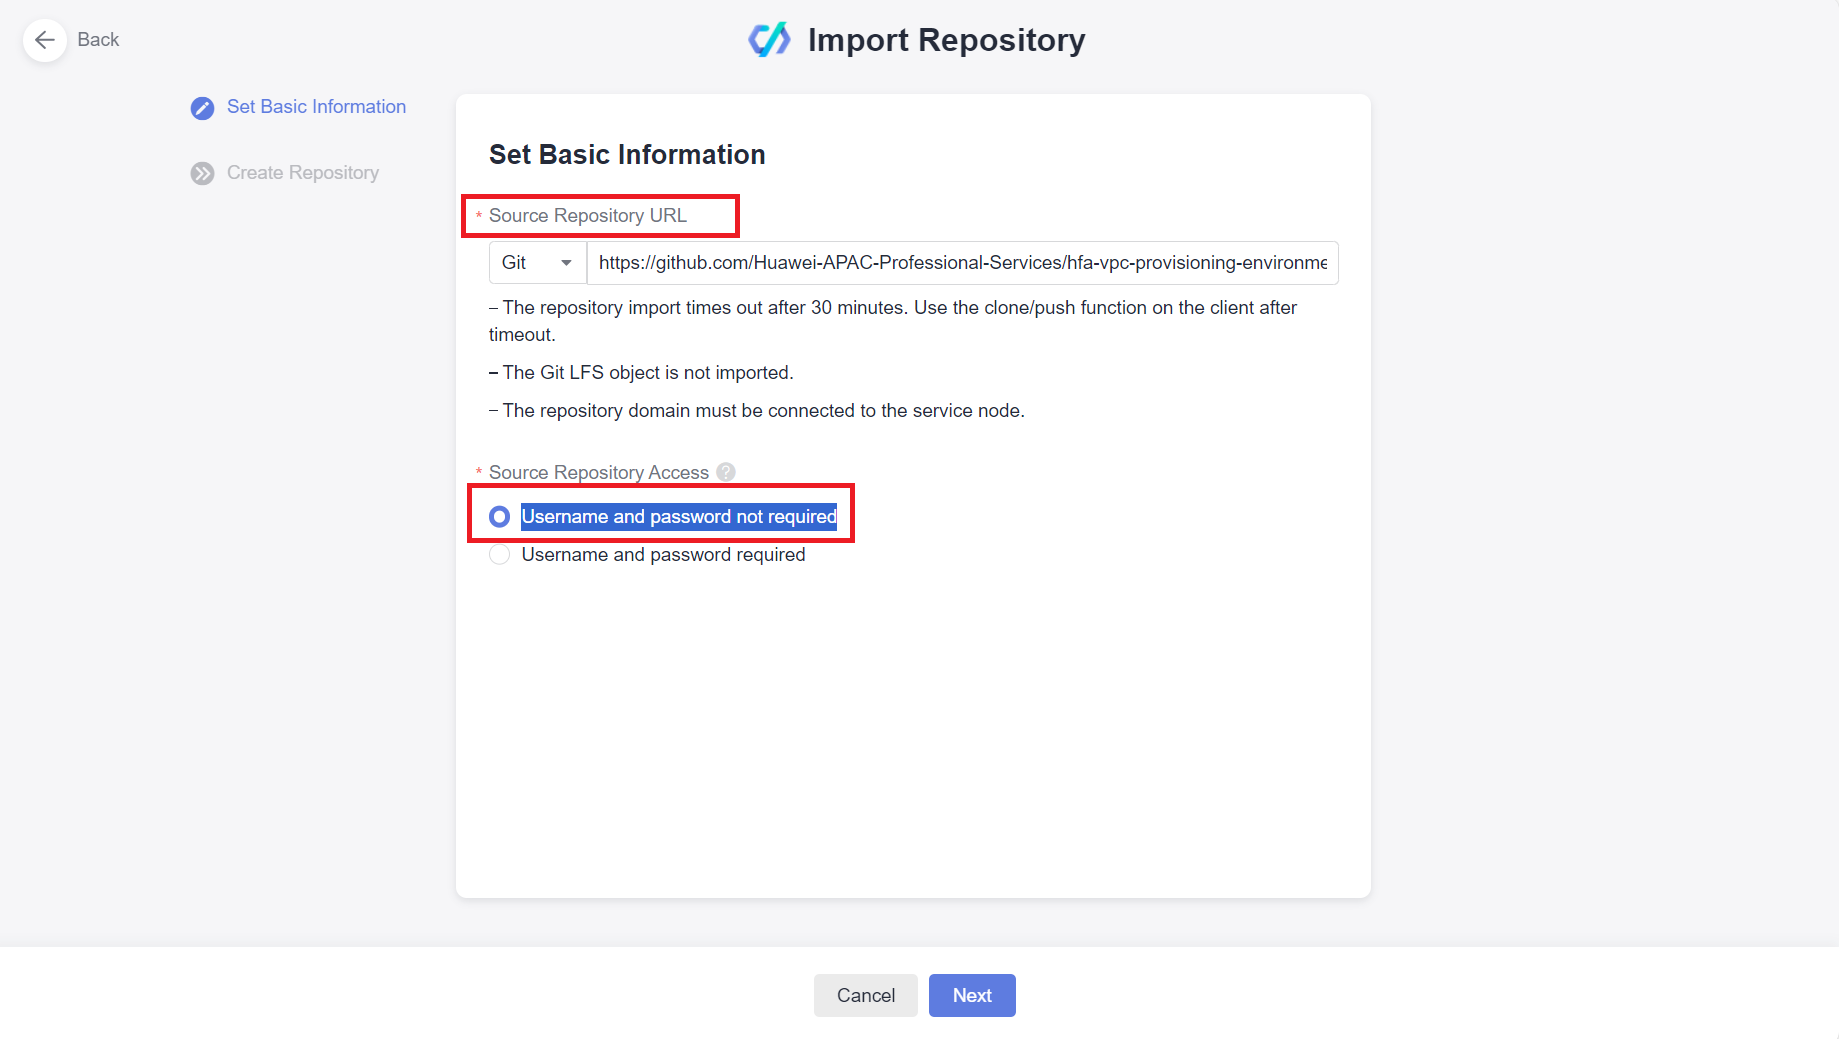 Back
Import Repository
Set Basic Information
Create Repository
Set Basic Information
* Source Repository URL
Git
https://github.com/Huawei-APAC-Professional-Services/hfa-vpc-provisioning-environme
– The repository import times out after 30 minutes. Use the clone/push function on the client after
timeout.
– The Git LFS object is not imported.
– The repository domain must be connected to the service node.
* Source Repository Access ?
Username and password not required
Username and password required
Cancel
Next